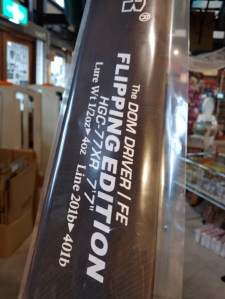 ®
The DOM DRIVER / FE
FLIPPING EDITION
HGC-77XR 7'7"
Lure Wt 1/2oz▶4oz Line 20lb▶40lb